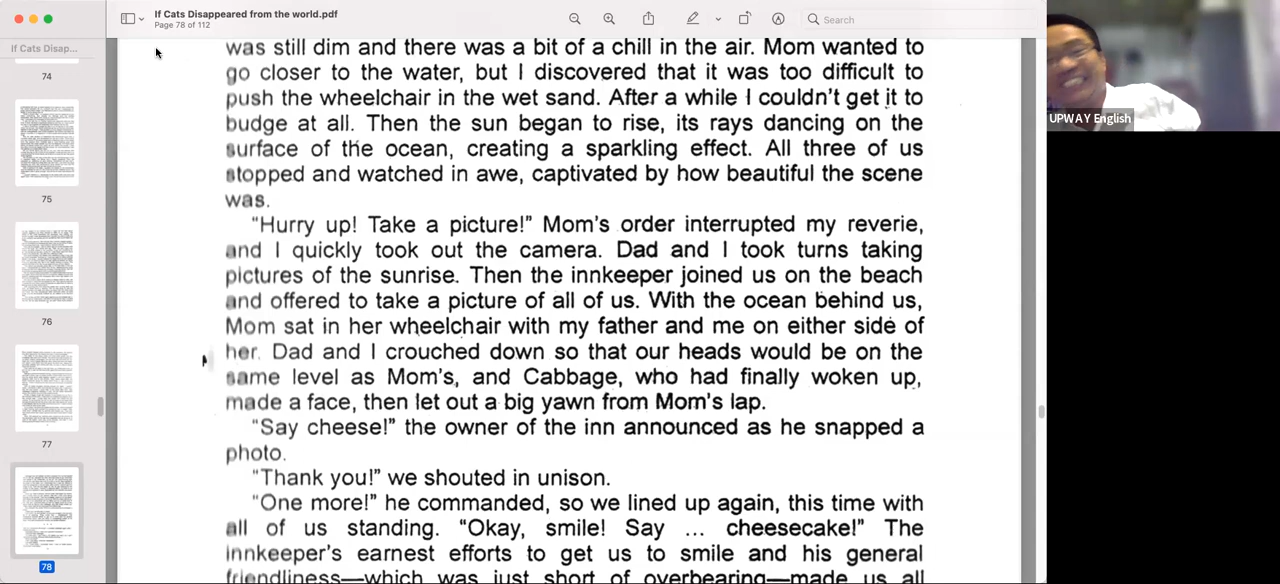 If Cats Disappeared from the world.pdf
Page 78 of 112
Search
If Cats Disap...
74
75
76
77
78
was still dim and there was a bit of a chill in the air. Mom wanted to
go closer to the water, but I discovered that it was too difficult to
push the wheelchair in the wet sand. After a while I couldn't get it to
budge at all. Then the sun began to rise, its rays dancing on the
surface of the ocean, creating a sparkling effect. All three of us
stopped and watched in awe, captivated by how beautiful the scene
was.
"Hurry up! Take a picture!" Mom's order interrupted my reverie,
and I quickly took out the camera. Dad and I took turns taking
pictures of the sunrise. Then the innkeeper joined us on the beach
and offered to take a picture of all of us. With the ocean behind us,
Mom sat in her wheelchair with my father and me on either side of
her. Dad and I crouched down so that our heads would be on the
same level as Mom's, and Cabbage, who had finally woken up,
made a face, then let out a big yawn from Mom's lap.
"Say cheese!" the owner of the inn announced as he snapped a
photo.
"Thank you!" we shouted in unison.
"One more!" he commanded, so we lined up again, this time with
all of us standing. "Okay, smile! Say ... cheesecake!" The
innkeeper's earnest efforts to get us to smile and his general
friendliness—which was just short of overbearing—made us all
UPWAY English